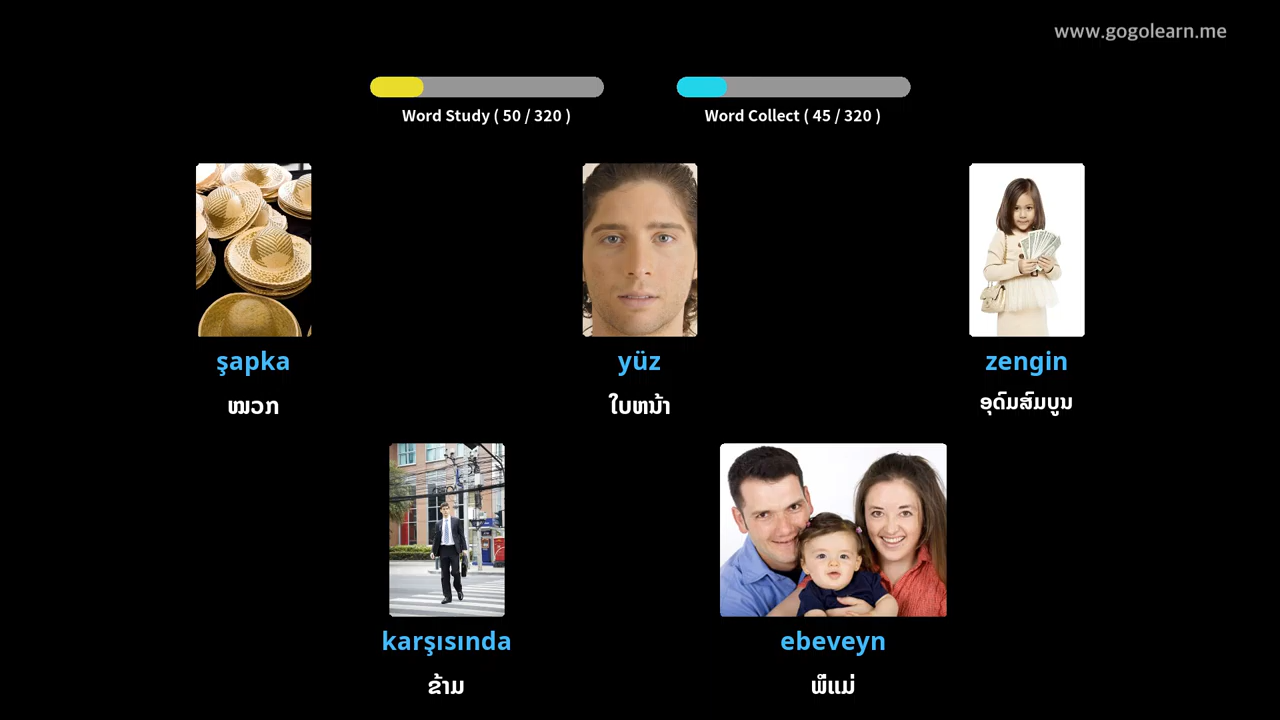 www.gogolearn.me
Word Study ( 50 / 320 )
Word Collect ( 45 / 320 )
şapka
yüz
zengin
ໝວກ
ໃບຫນ້າ
ອຸດົມສົມບູນ
karşısında
ebeveyn
ຂ້າມ
ພໍ່ແມ່